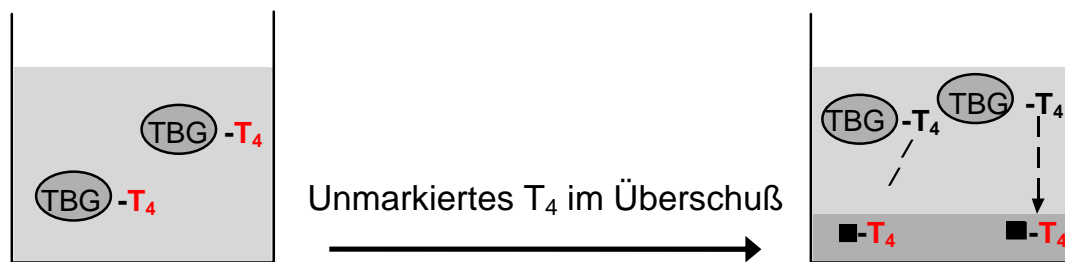 TBG -T₄
TBG -T₄
Unmarkiertes T₄ im Überschuß
TBG -T₄
TBG -T₄
■-T₄
■-T₄